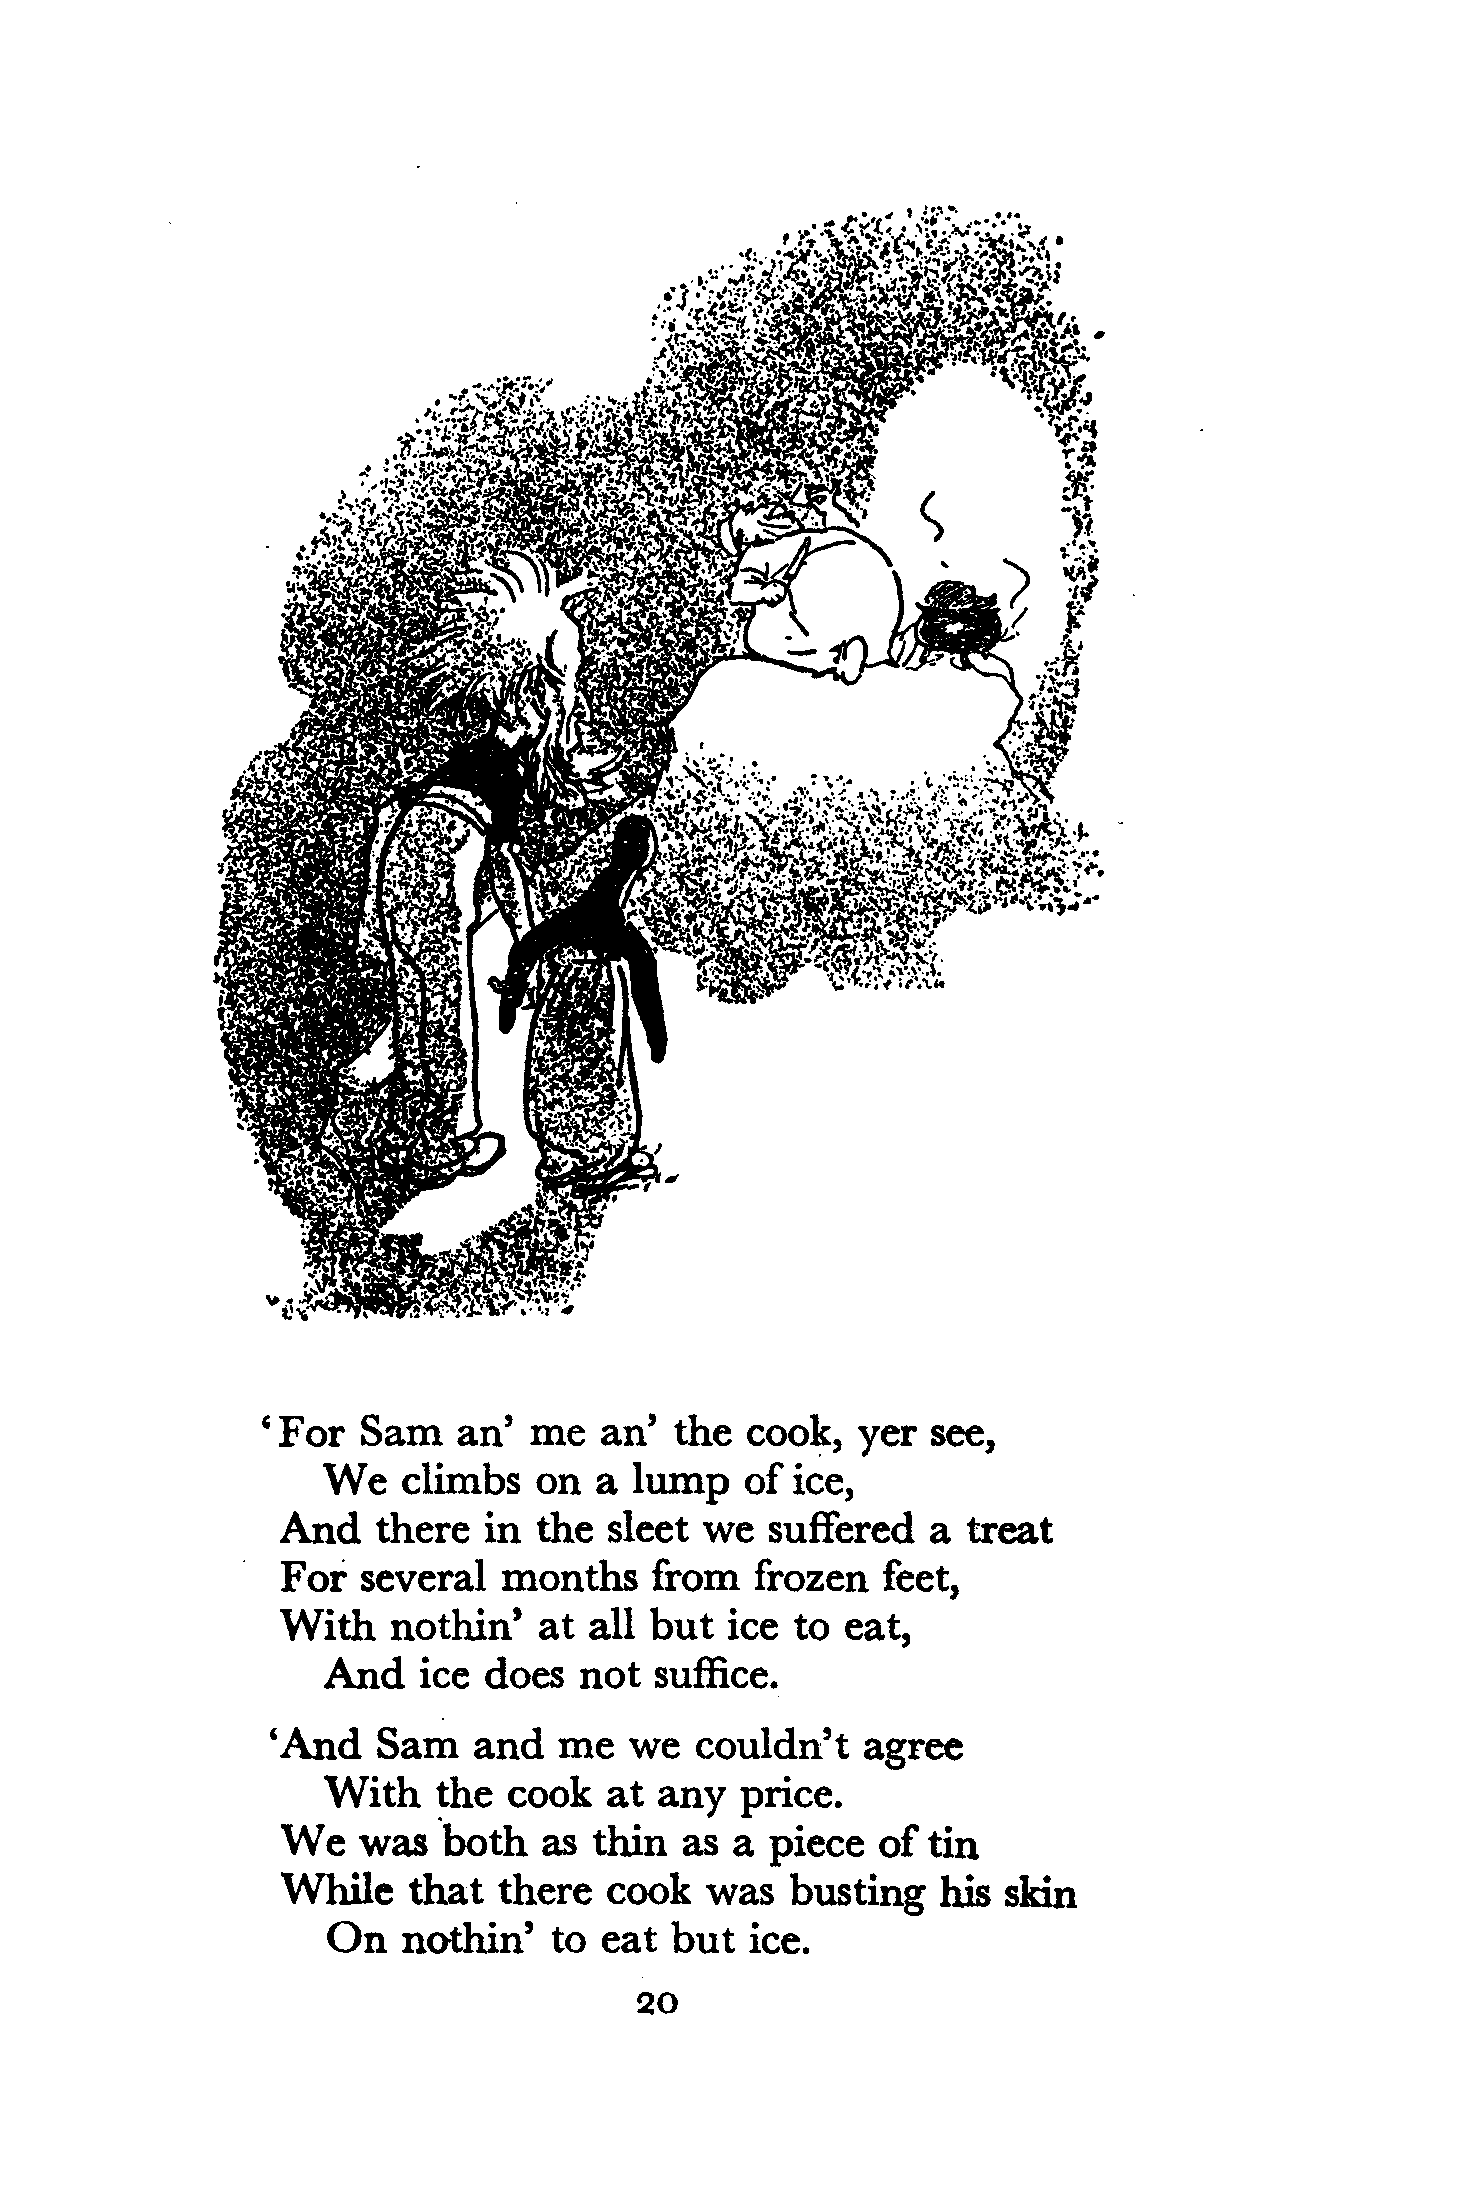 ‘For Sam an’ me an’ the cook, yer see,
We climbs on a lump of ice,
And there in the sleet we suffered a treat
For several months from frozen feet,
With nothin’ at all but ice to eat,
And ice does not suffice.
‘And Sam and me we couldn’t agree
With the cook at any price.
We was both as thin as a piece of tin
While that there cook was busting his skin
On nothin’ to eat but ice.
20